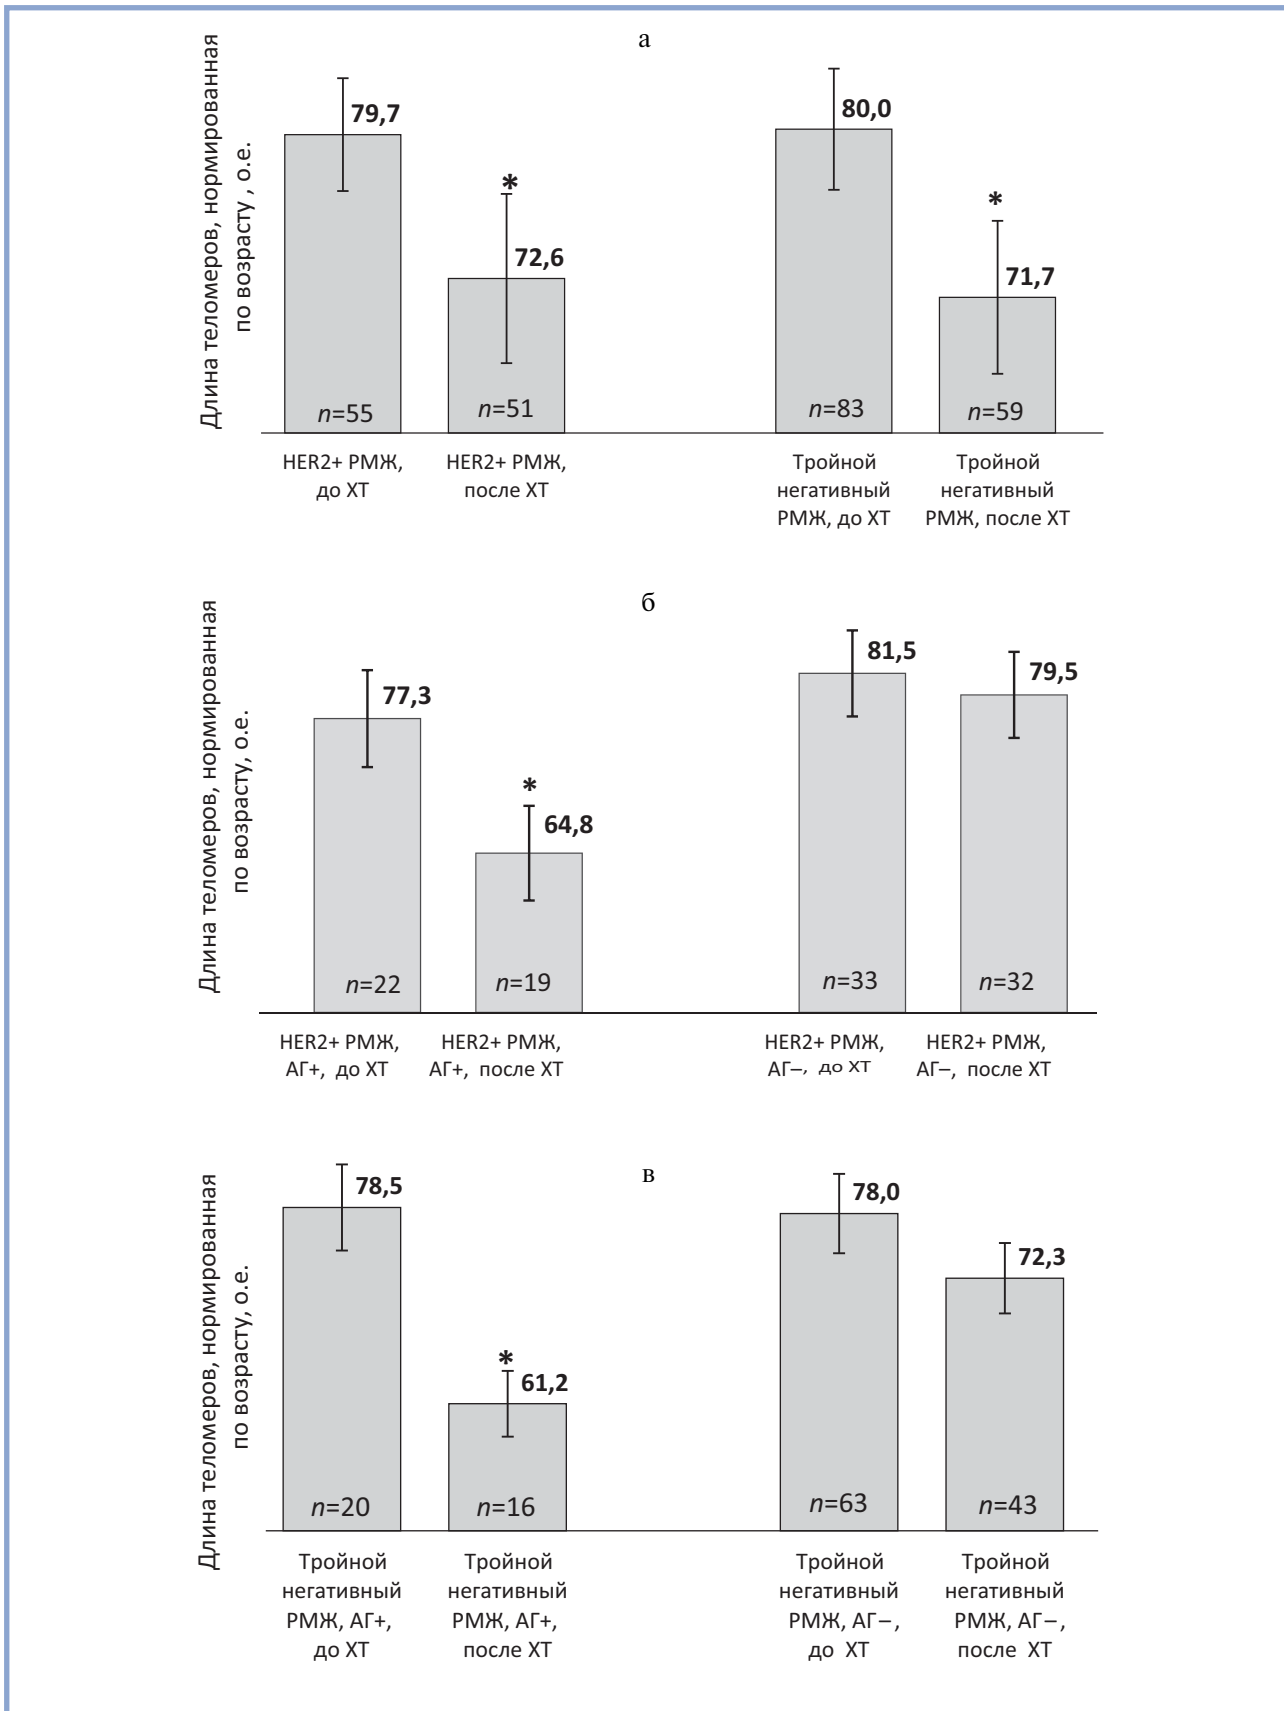 а
Длина теломеров, нормированная
по возрасту , о.е.
79,7
*
72,6
80,0
*
71,7
n=55
n=51
n=83
n=59
HER2+ РМЖ,
до ХТ
HER2+ РМЖ,
после ХТ
Тройной
негативный
РМЖ, до ХТ
Тройной
негативный
РМЖ, после ХТ
б
Длина теломеров, нормированная
по возрасту, о.е.
77,3
*
64,8
81,5
79,5
n=22
n=19
n=33
n=32
HER2+ РМЖ,
АГ+, до ХТ
HER2+ РМЖ,
АГ+, после ХТ
HER2+ РМЖ,
АГ–, до ХТ
HER2+ РМЖ,
АГ–, после ХТ
в
Длина теломеров, нормированная
по возрасту, о.е.
78,5
*
61,2
78,0
72,3
n=20
n=16
n=63
n=43
Тройной
негативный
РМЖ, АГ+,
до ХТ
Тройной
негативный
РМЖ, АГ+,
после ХТ
Тройной
негативный
РМЖ, АГ–,
до ХТ
Тройной
негативный
РМЖ, АГ–,
после ХТ